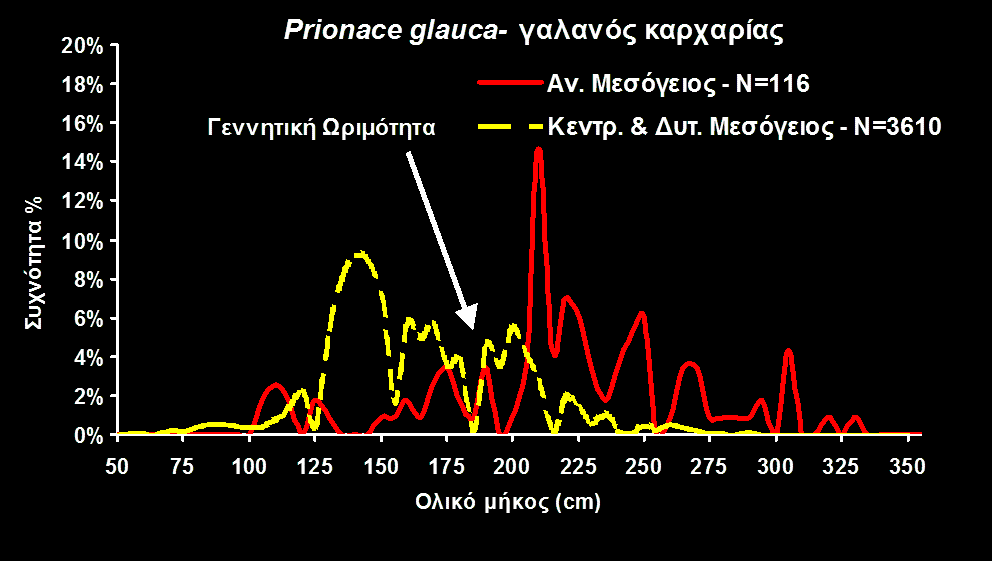 Prionace glauca- γαλανός καρχαρίας
20%
18%
16%
14%
12%
10%
8%
6%
4%
2%
0%
Συχνότητα %
Αν. Μεσόγειος - N=116
Κεντρ. & Δυτ. Μεσόγειος - N=3610
Γεννητική Ωριμότητα
50 75 100 125 150 175 200 225 250 275 300 325 350
Ολικό μήκος (cm)